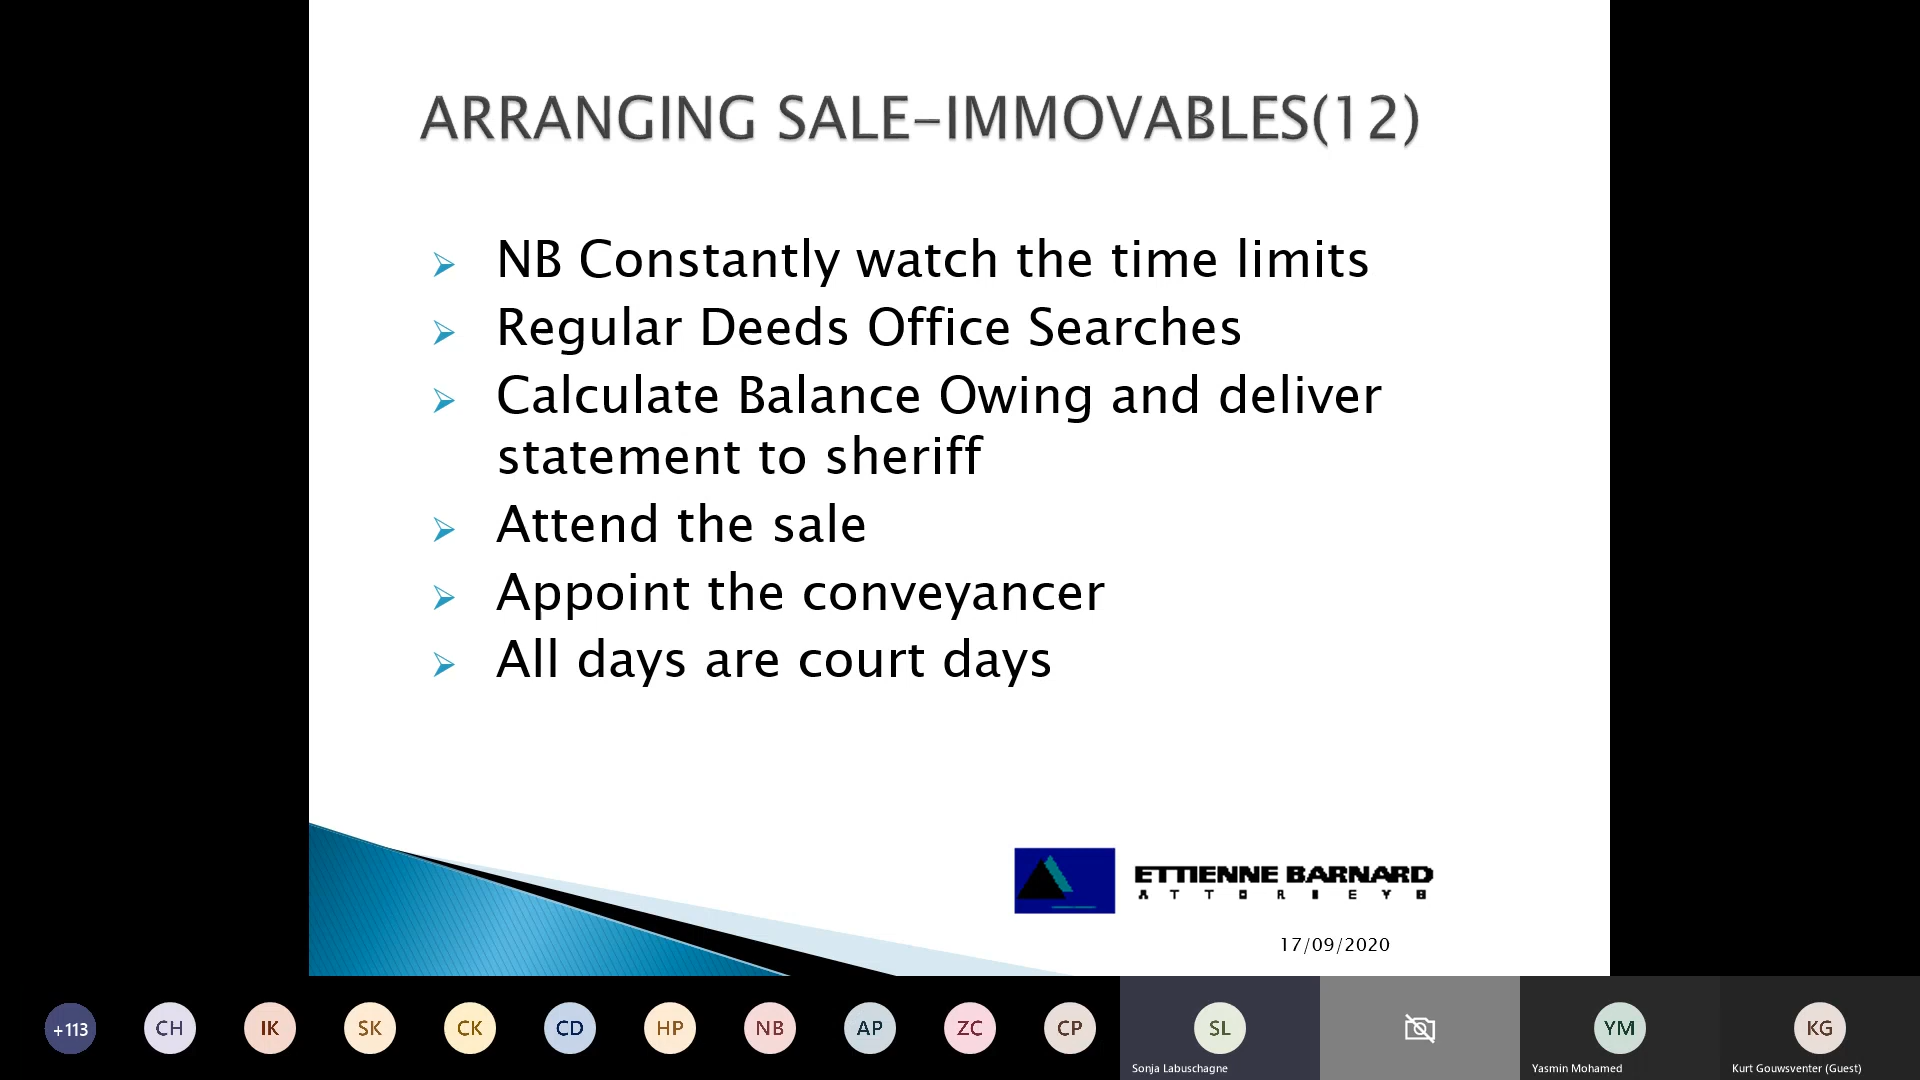 ARRANGING SALE-IMMOVABLES(12)
NB Constantly watch the time limits
Regular Deeds Office Searches
Calculate Balance Owing and deliver
statement to sheriff
Attend the sale
Appoint the conveyancer
All days are court days
ETTIENNE BARNARD
ATTORNEYS
17/09/2020
+113
CH
IK
SK
CK
CD
HP
NB
AP
ZC
CP
SL
YM
KG
Sonja Labuschagne
Yasmin Mohamed
Kurt Gouwsventer (Guest)